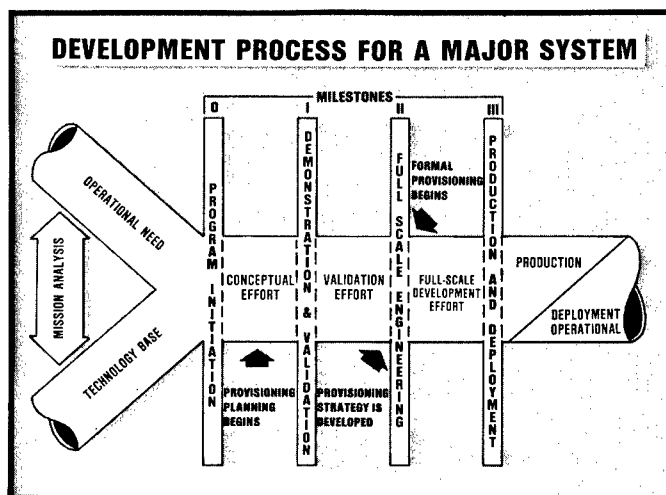 DEVELOPMENT PROCESS FOR A MAJOR SYSTEM
MILESTONES
0
I
II
III
OPERATIONAL NEED
MISSION ANALYSIS
TECHNOLOGY BASE
PROGRAM INITIATION
CONCEPTUAL
EFFORT
PROVISIONING
PLANNING
BEGINS
DEMONSTRATION & VALIDATION
VALIDATION
EFFORT
PROVISIONING
STRATEGY IS
DEVELOPED
FULL SCALE ENGINEERING
FORMAL
PROVISIONING
BEGINS
FULL-SCALE
DEVELOPMENT
EFFORT
PRODUCTION AND DEPLOYMENT
PRODUCTION
DEPLOYMENT
OPERATIONAL